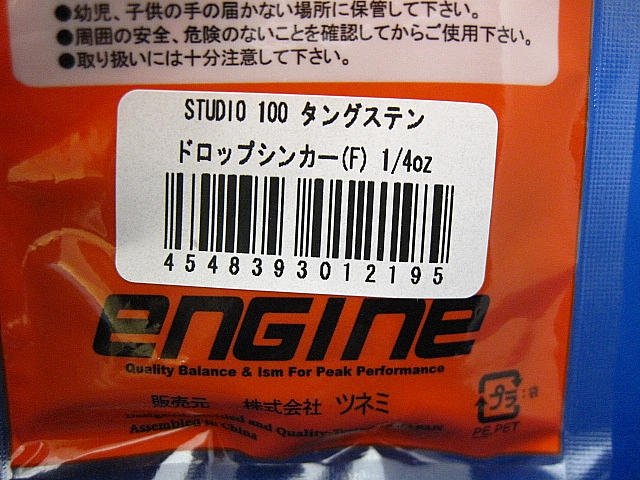 ●幼児、子供の手の届かない場所に保管して下さい。
●周囲の安全、危険のないことを確認してからご使用下さい。
●取り扱いには十分注意して下さい。
STUDIO 100 タングステン
ドロップシンカー(F) 1/4oz
4548393012195
engine
Quality Balance & Ism For Peak Performance
販売元 株式会社 ツネミ
and Quality
Assembled in China
プラ
:袋
PE.PET